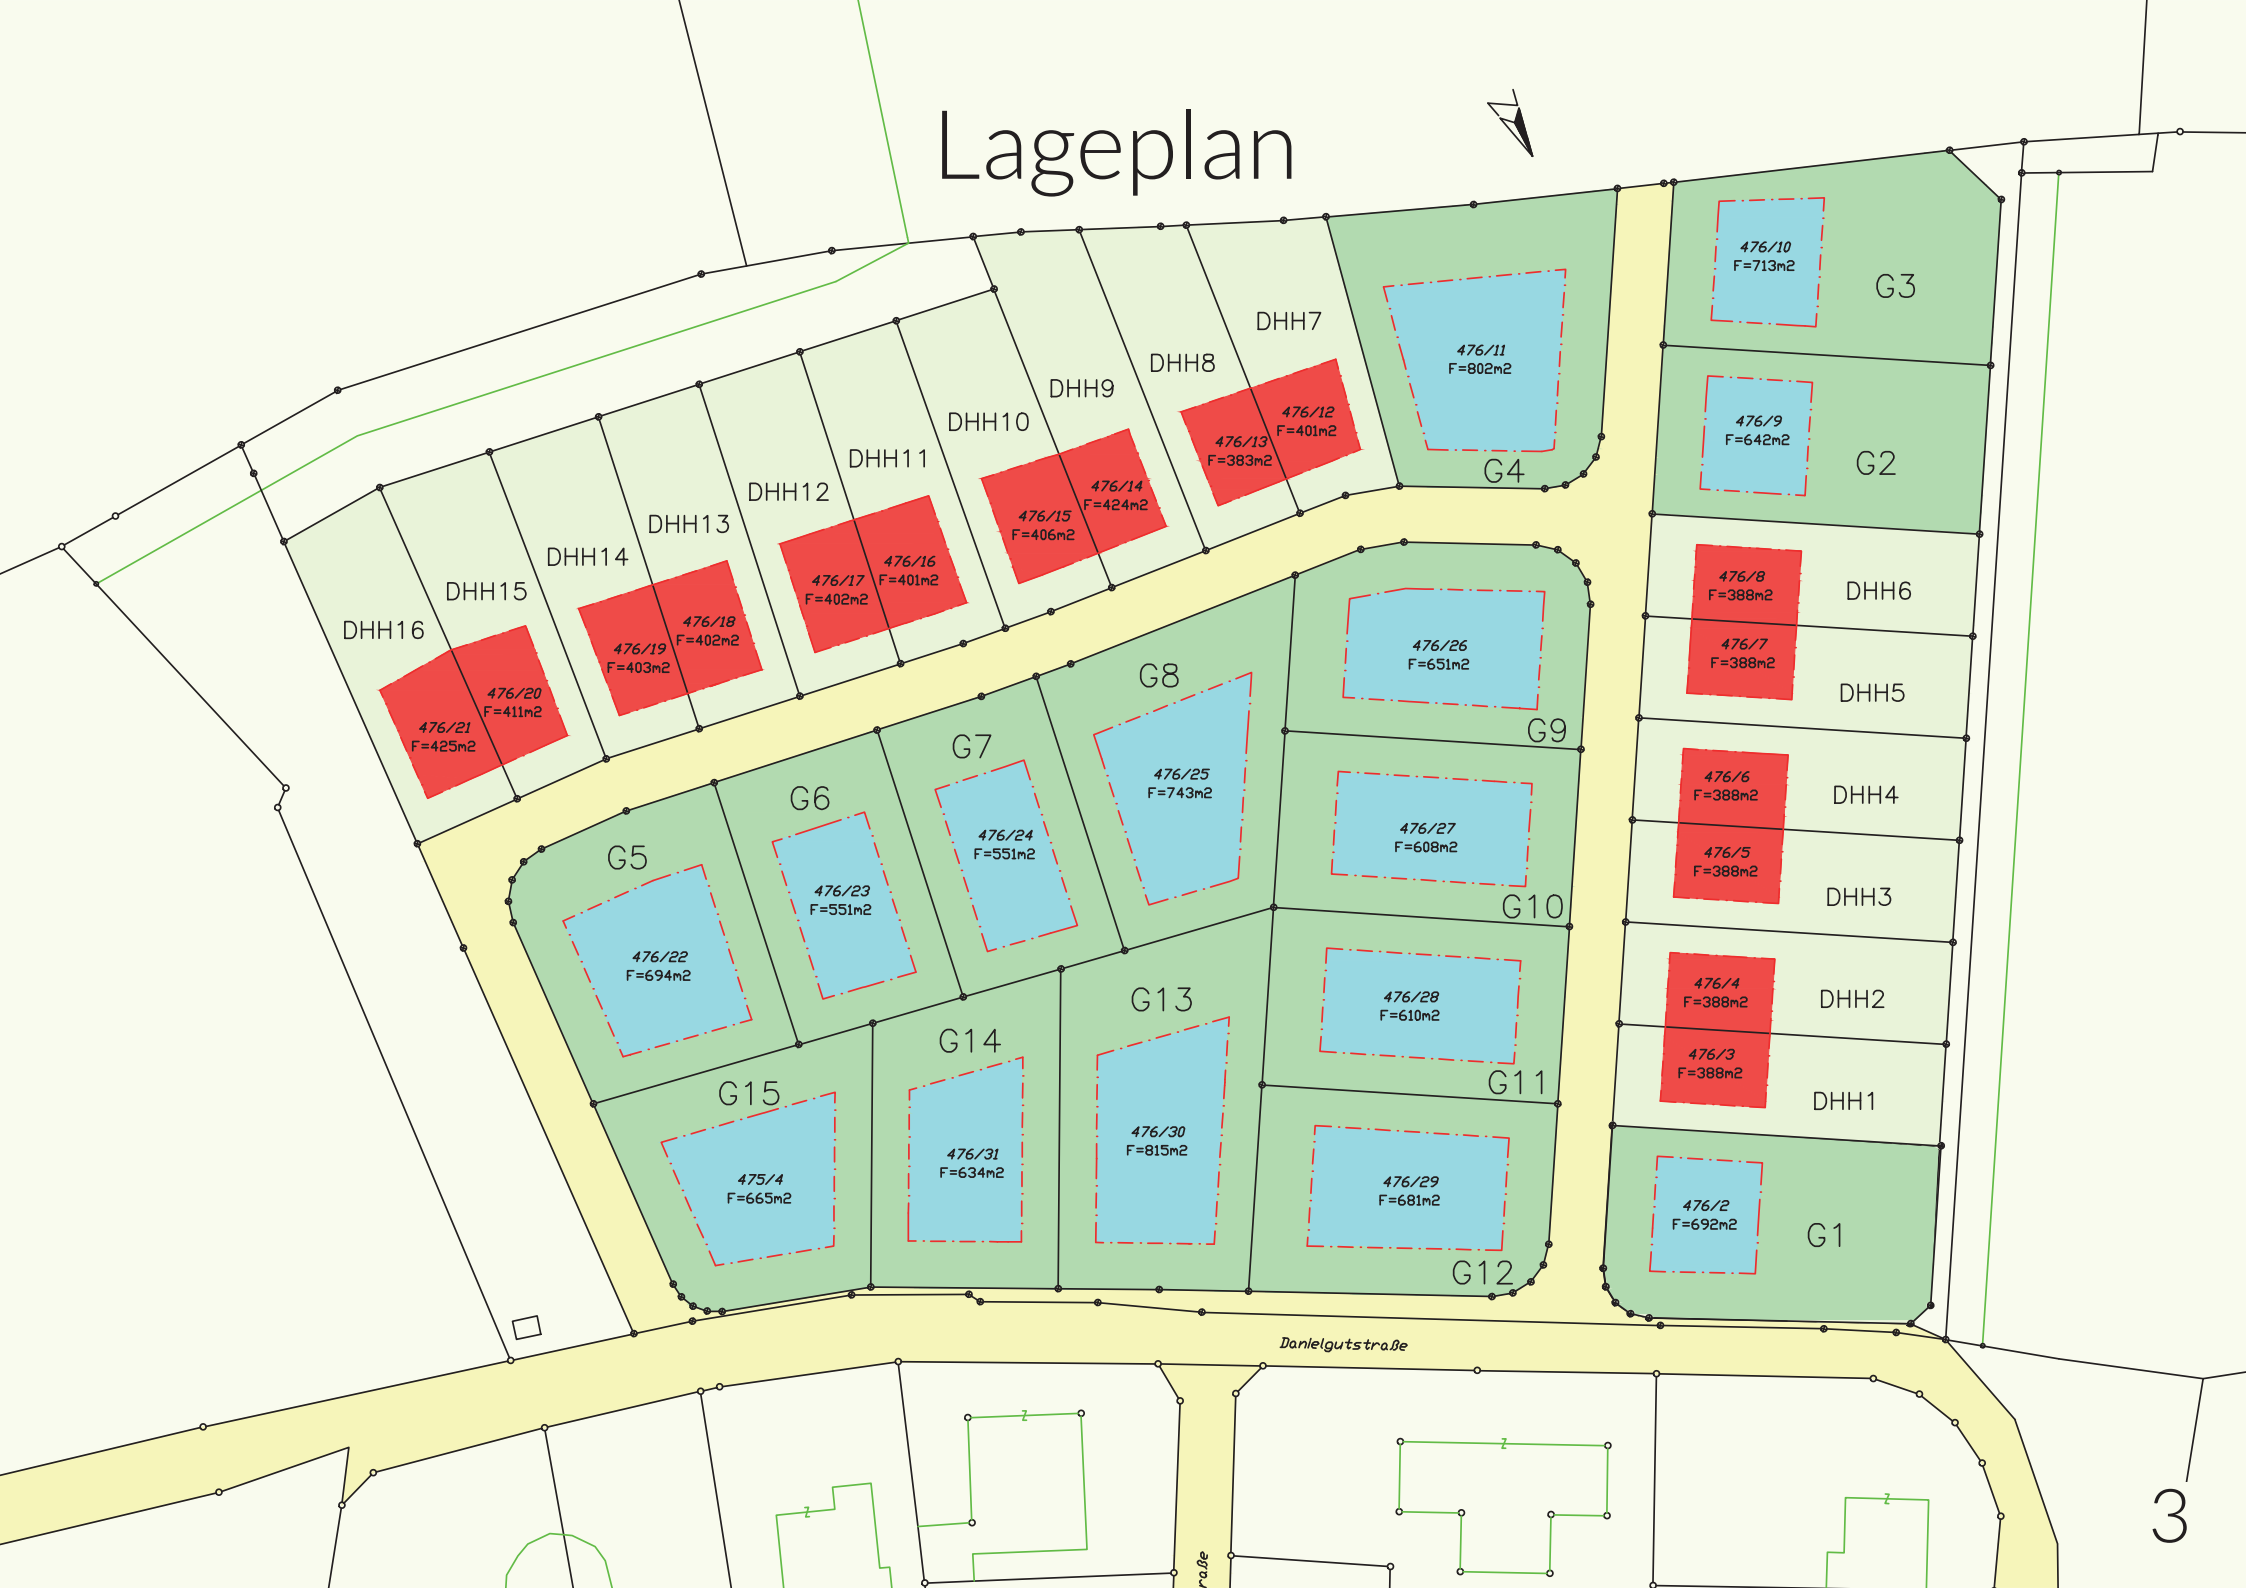 Lageplan
476/10
F=713m2
G3
476/11
F=802m2
G4
476/9
F=642m2
G2
DHH7
476/12
F=401m2
DHH8
476/13
F=383m2
DHH9
476/14
F=424m2
DHH10
476/15
F=406m2
DHH11
476/16
F=401m2
DHH12
476/17
F=402m2
DHH13
476/18
F=402m2
DHH14
476/19
F=403m2
DHH15
476/20
F=411m2
DHH16
476/21
F=425m2
476/8
F=388m2
DHH6
476/7
F=388m2
DHH5
476/6
F=388m2
DHH4
476/5
F=388m2
DHH3
476/4
F=388m2
DHH2
476/3
F=388m2
DHH1
476/2
F=692m2
G1
G5
476/22
F=694m2
G6
476/23
F=551m2
G7
476/24
F=551m2
G8
476/25
F=743m2
476/26
F=651m2
G9
476/27
F=608m2
G10
476/28
F=610m2
G11
476/29
F=681m2
G12
G13
476/30
F=815m2
G14
476/31
F=634m2
G15
475/4
F=665m2
Danielgutstraße
raße
Z
Z
Z
Z
3